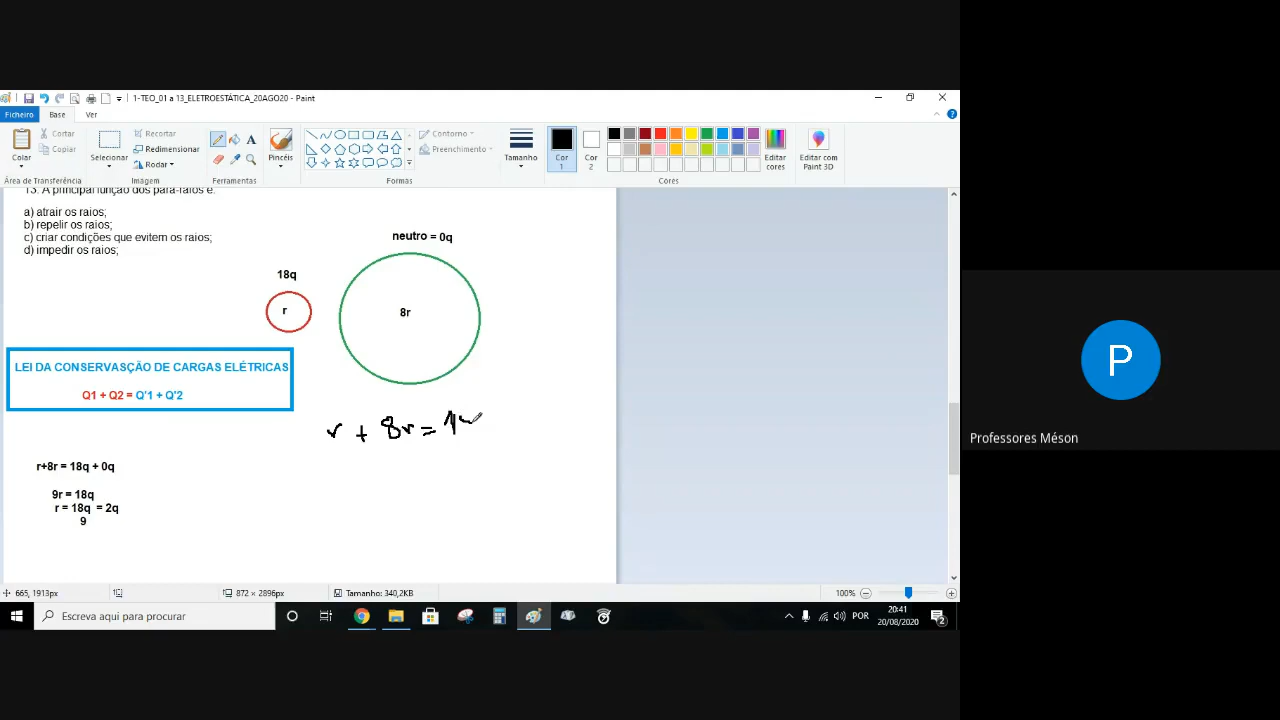 1-TEO_01 a 13_ELETROESTÁTICA_20AGO20 - Paint
Ficheiro Base Ver
Colar
Cortar
Copiar
Área de Transferência
Selecionar
Recortar
Redimensionar
Rodar
Imagem
A
Ferramentas
Pincéis
Contorno
Preenchimento
Formas
Tamanho
Cor 1
Cor 2
Editar cores
Editar com Paint 3D
Cores
13. A principal função dos para-raios é:
a) atrair os raios;
b) repelir os raios;
c) criar condições que evitem os raios;
d) impedir os raios;
neutro = 0q
18q
r
8r
LEI DA CONSERVASÇÃO DE CARGAS ELÉTRICAS
Q1 + Q2 = Q'1 + Q'2
r + 8r =
r+8r = 18q + 0q
9r = 18q
r = 18q = 2q
9
P
Professores Méson
665, 1913px
872 × 2896px
Tamanho: 340,2KB
100%
Escreva aqui para procurar
POR
20:41
20/08/2020
2